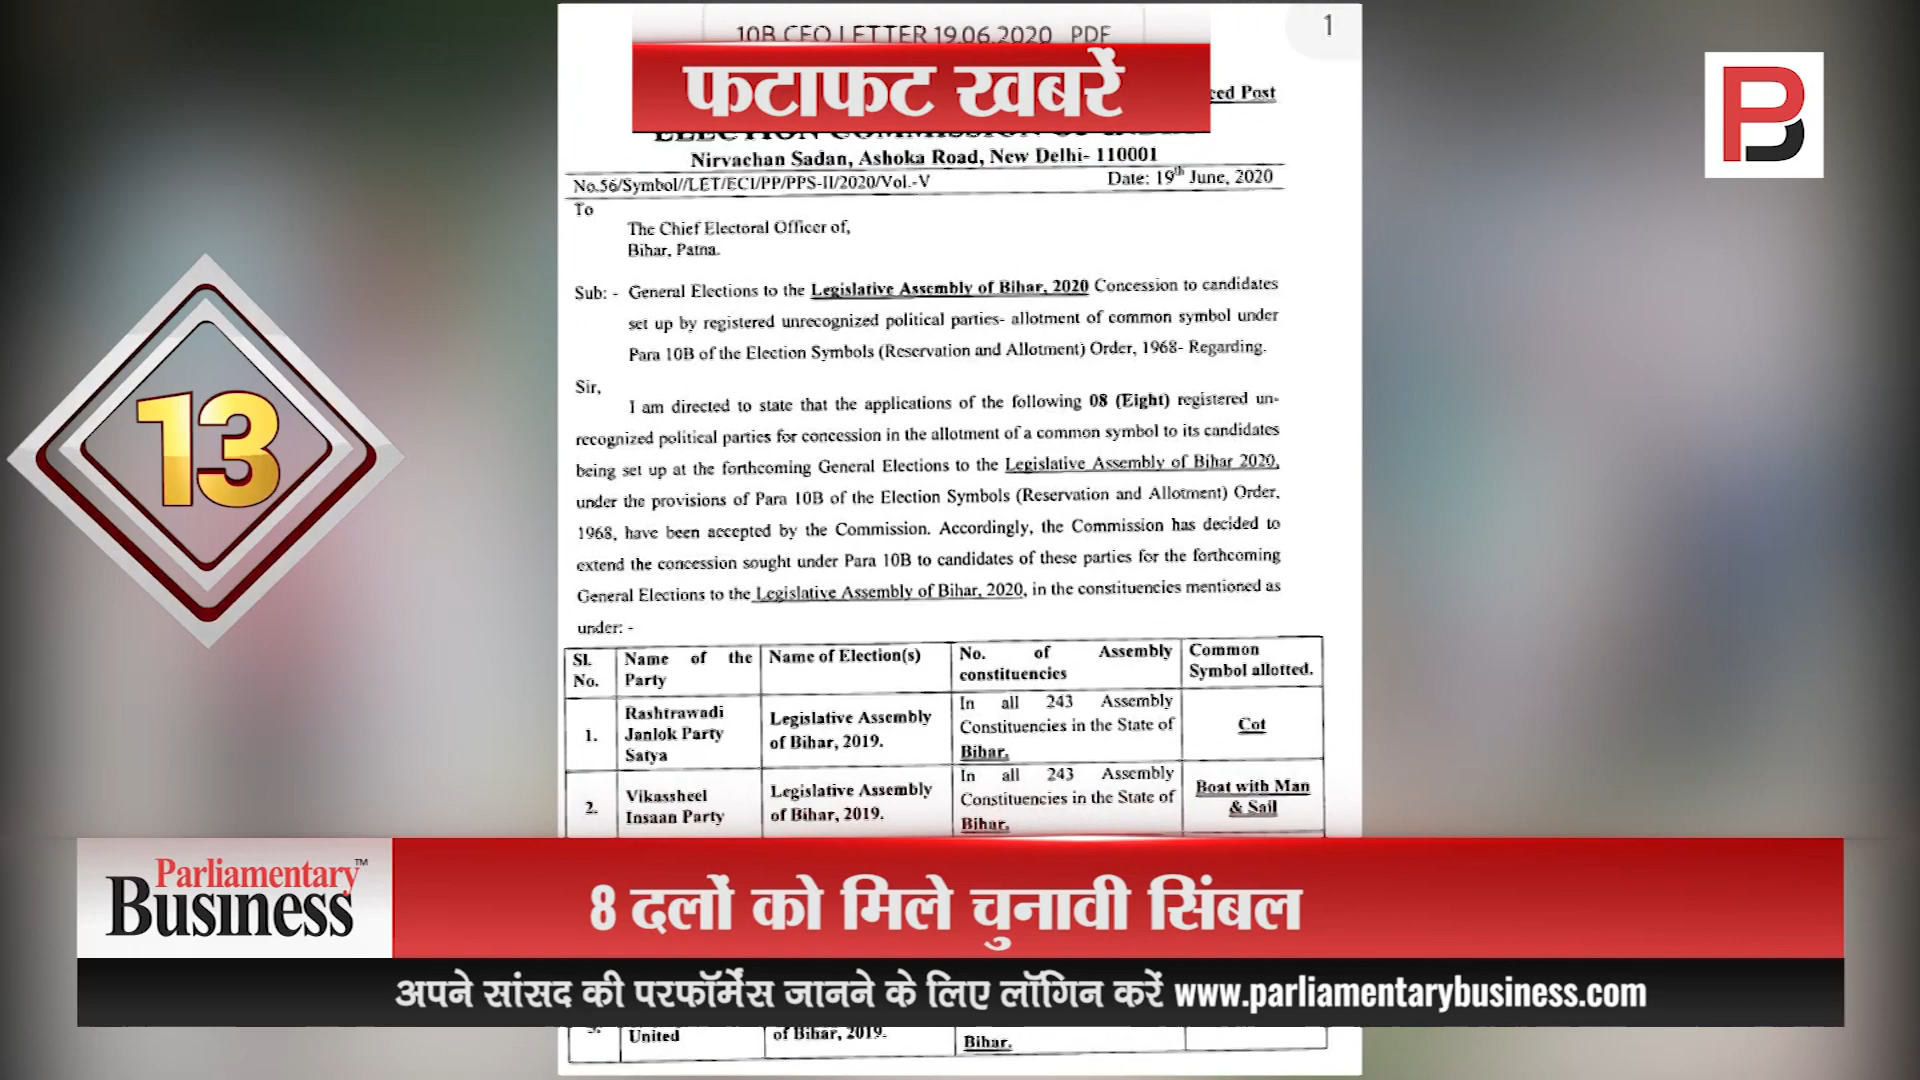 10B CEO LETTER 19.06.2020 PDF
1
फटाफट खबरें
Post
Nirvachan Sadan, Ashoka Road, New Delhi- 110001
No.56/Symbol//LET/ECI/PP/PPS-II/2020/Vol.-V
Date: 19th June, 2020
To
The Chief Electoral Officer of,
Bihar, Patna.
Sub: - General Elections to the Legislative Assembly of Bihar, 2020 Concession to candidates
set up by registered unrecognized political parties- allotment of common symbol under
Para 10B of the Election Symbols (Reservation and Allotment) Order, 1968- Regarding.
Sir,
I am directed to state that the applications of the following 08 (Eight) registered un-
recognized political parties for concession in the allotment of a common symbol to its candidates
being set up at the forthcoming General Elections to the Legislative Assembly of Bihar 2020,
under the provisions of Para 10B of the Election Symbols (Reservation and Allotment) Order,
1968, have been accepted by the Commission. Accordingly, the Commission has decided to
extend the concession sought under Para 10B to candidates of these parties for the forthcoming
General Elections to the Legislative Assembly of Bihar, 2020, in the constituencies mentioned as
under: -
Sl. No. Name of the Party Name of Election(s) No. of Assembly constituencies Common Symbol allotted.
1. Rashtrawadi Janlok Party Satya Legislative Assembly of Bihar, 2019. In all 243 Assembly Constituencies in the State of Bihar. Cot
2. Vikassheel Insaan Party Legislative Assembly of Bihar, 2019. In all 243 Assembly Constituencies in the State of Bihar. Boat with Man & Sail
United of Bihar, 2019. Bihar.
13
PB
Parliamentary™
Business
8 दलों को मिले चुनावी सिंबल
अपने सांसद की परफॉर्मेंस जानने के लिए लॉगिन करें www.parliamentarybusiness.com